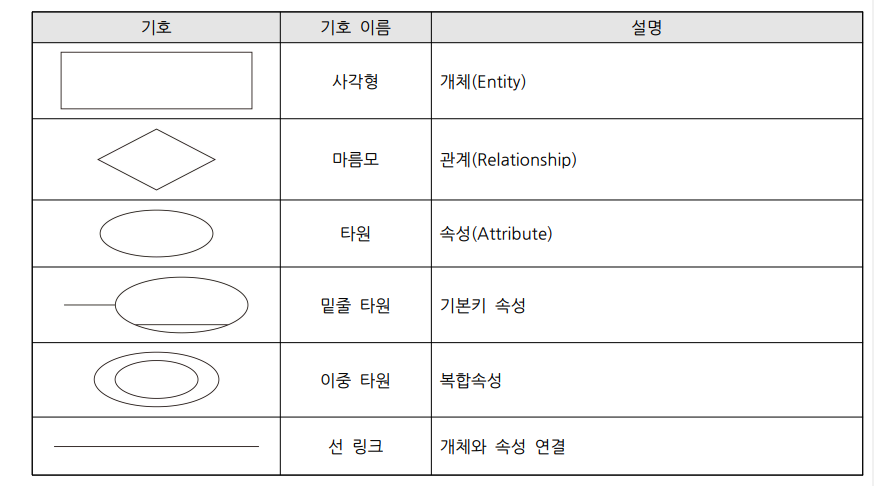 기호 기호 이름 설명
사각형 개체(Entity)
마름모 관계(Relationship)
타원 속성(Attribute)
밑줄 타원 기본키 속성
이중 타원 복합속성
선 링크 개체와 속성 연결